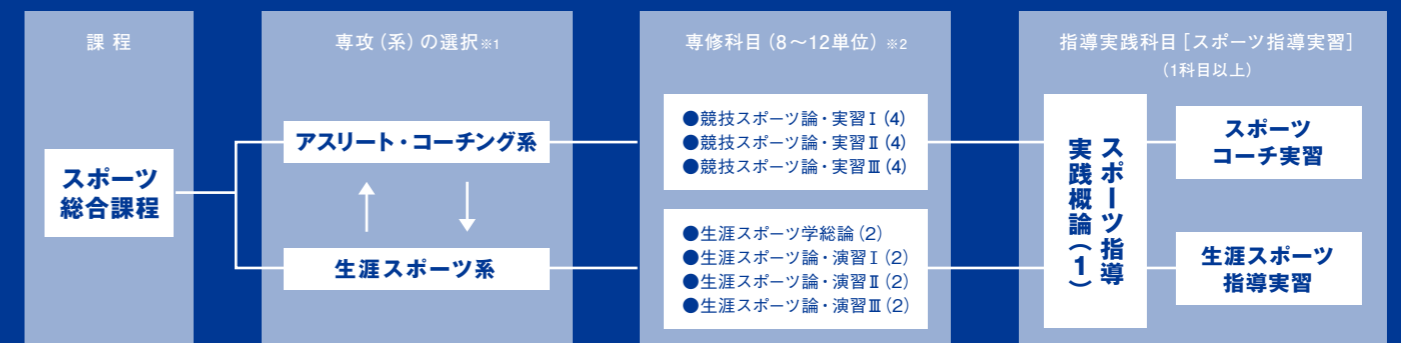 課程
スポーツ
総合課程
専攻(系)の選択※1
アスリート・コーチング系
生涯スポーツ系
専修科目(8〜12単位)※2
●競技スポーツ論・実習Ⅰ(4)
●競技スポーツ論・実習Ⅱ(4)
●競技スポーツ論・実習Ⅲ(4)
●生涯スポーツ学総論(2)
●生涯スポーツ論・演習Ⅰ(2)
●生涯スポーツ論・演習Ⅱ(2)
●生涯スポーツ論・演習Ⅲ(2)
指導実践科目[スポーツ指導実習]
(1科目以上)
スポーツ指導
実践概論(1)
スポーツ
コーチ実習
生涯スポーツ
指導実習